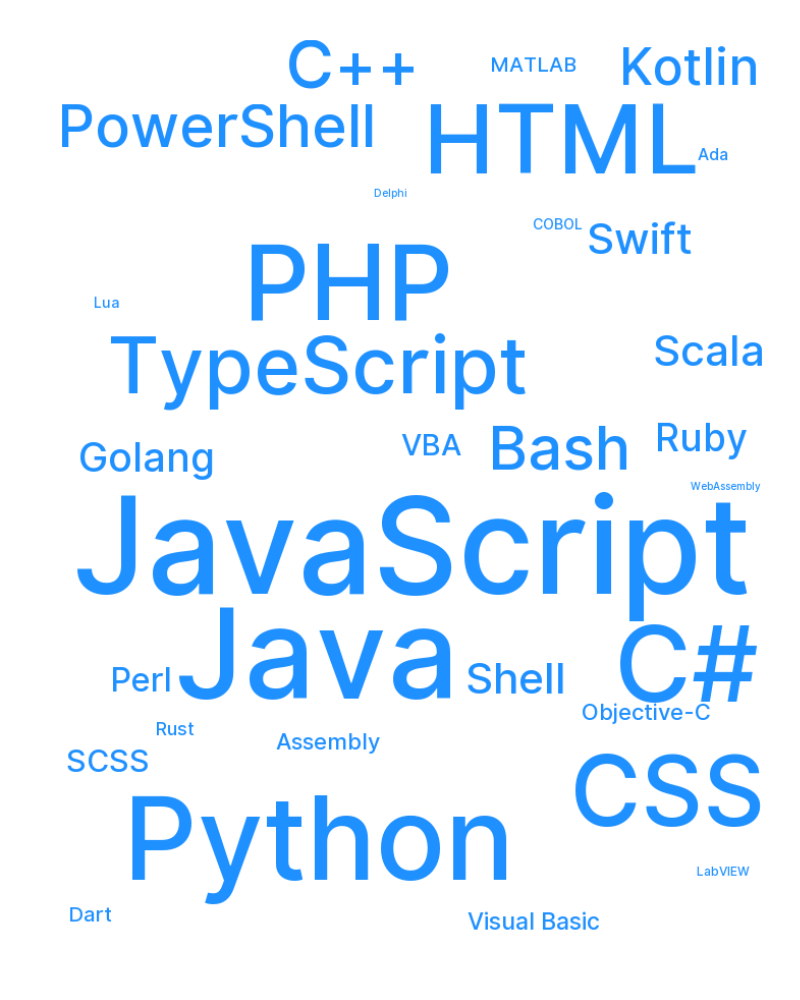 C++
MATLAB
Kotlin
PowerShell
HTML
Ada
Delphi
COBOL
Swift
PHP
Lua
TypeScript
Scala
Golang
VBA
Bash
Ruby
WebAssembly
JavaScript
Java
C#
Perl
Shell
Objective-C
Rust
Assembly
SCSS
CSS
Python
LabVIEW
Dart
Visual Basic